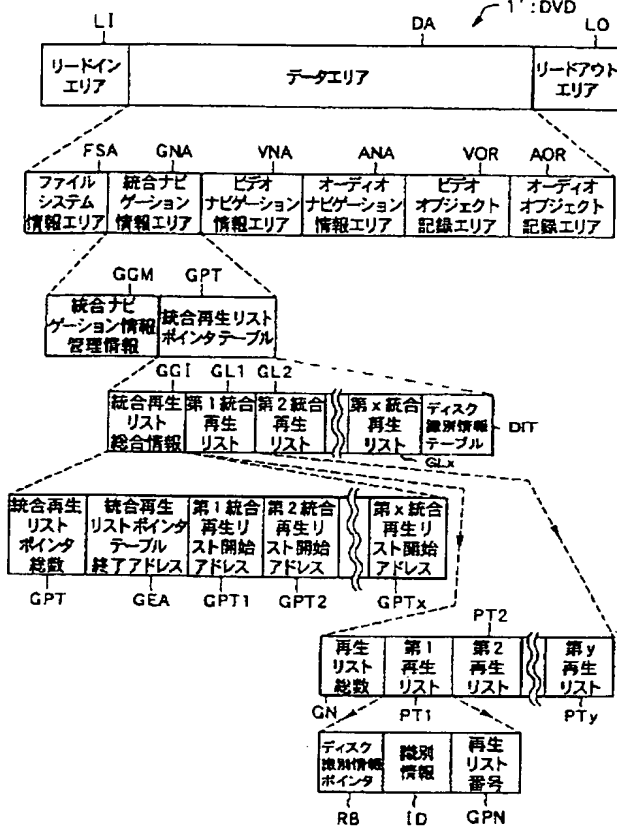 1':DVD
LI
DA
LO
リードイン
エリア
データエリア
リードアウト
エリア
FSA
GNA
VNA
ANA
VOR
AOR
ファイル
システム
情報エリア
統合ナビ
ゲーション
情報エリア
ビデオ
ナビゲーション
情報エリア
オーディオ
ナビゲーション
情報エリア
ビデオ
オブジェクト
記録エリア
オーディオ
オブジェクト
記録エリア
GGM
GPT
統合ナビ
ゲーション情報
管理情報
統合再生リスト
ポインタテーブル
GGI
GL1
GL2
統合再生
リスト
総合情報
第1統合
再生
リスト
第2統合
再生
リスト
第x統合
再生
リスト
ディスク
識別情報
テーブル
DIT
GLx
統合再生
リスト
ポインタ
総数
統合再生
リストポインタ
テーブル
終了アドレス
第1統合
再生リ
スト開始
アドレス
第2統合
再生リ
スト開始
アドレス
第x統合
再生リ
スト開始
アドレス
GPT
GEA
GPT1
GPT2
GPTx
PT2
再生
リスト
総数
第1
再生
リスト
第2
再生
リスト
第y
再生
リスト
GN
PT1
PTy
ディスク
識別情報
ポインタ
識別
情報
再生
リスト
番号
RB
ID
GPN